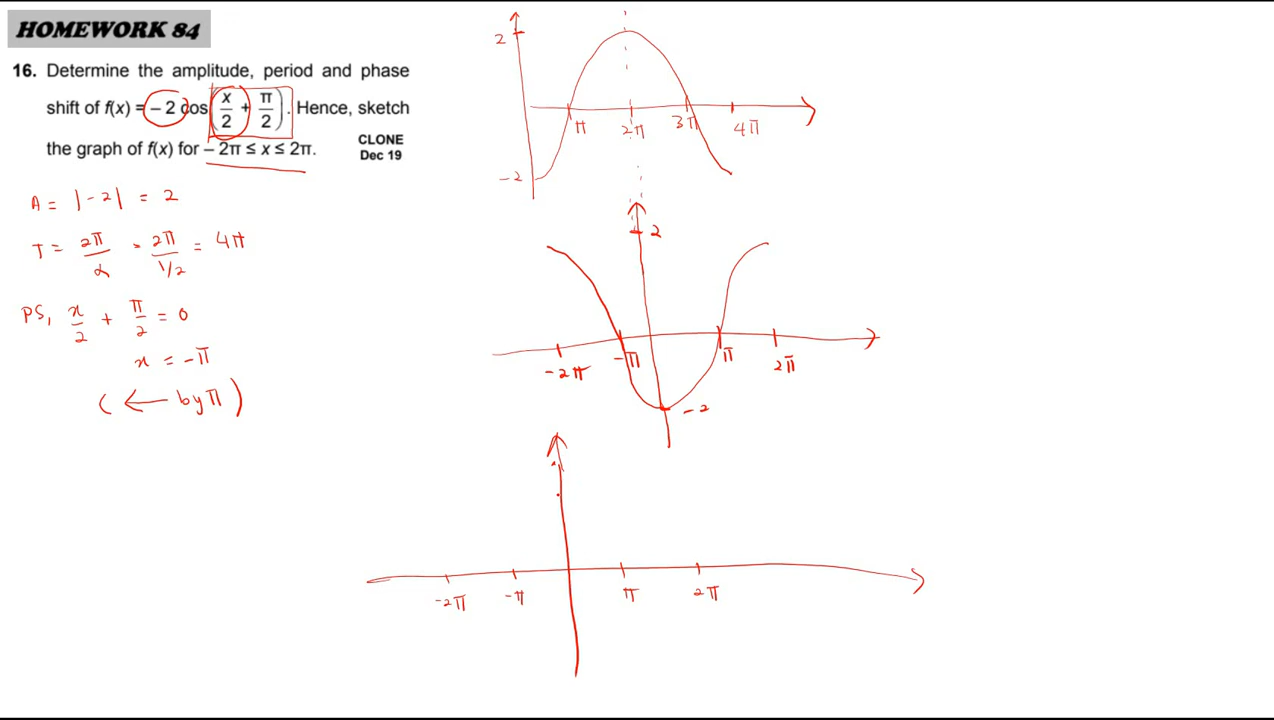 HOMEWORK 84
16. Determine the amplitude, period and phase
shift of f(x) = – 2 cos(x/2 + π/2). Hence, sketch
the graph of f(x) for – 2π ≤ x ≤ 2π.
CLONE
Dec 19
A = |-2| = 2
T = 2π/α = 2π/1/2 = 4π
PS, x/2 + π/2 = 0
x = -π
( ← by π )
2
π 2π 3π 4π
-2
2
-2π -π π 2π
-2
-2π -π π 2π